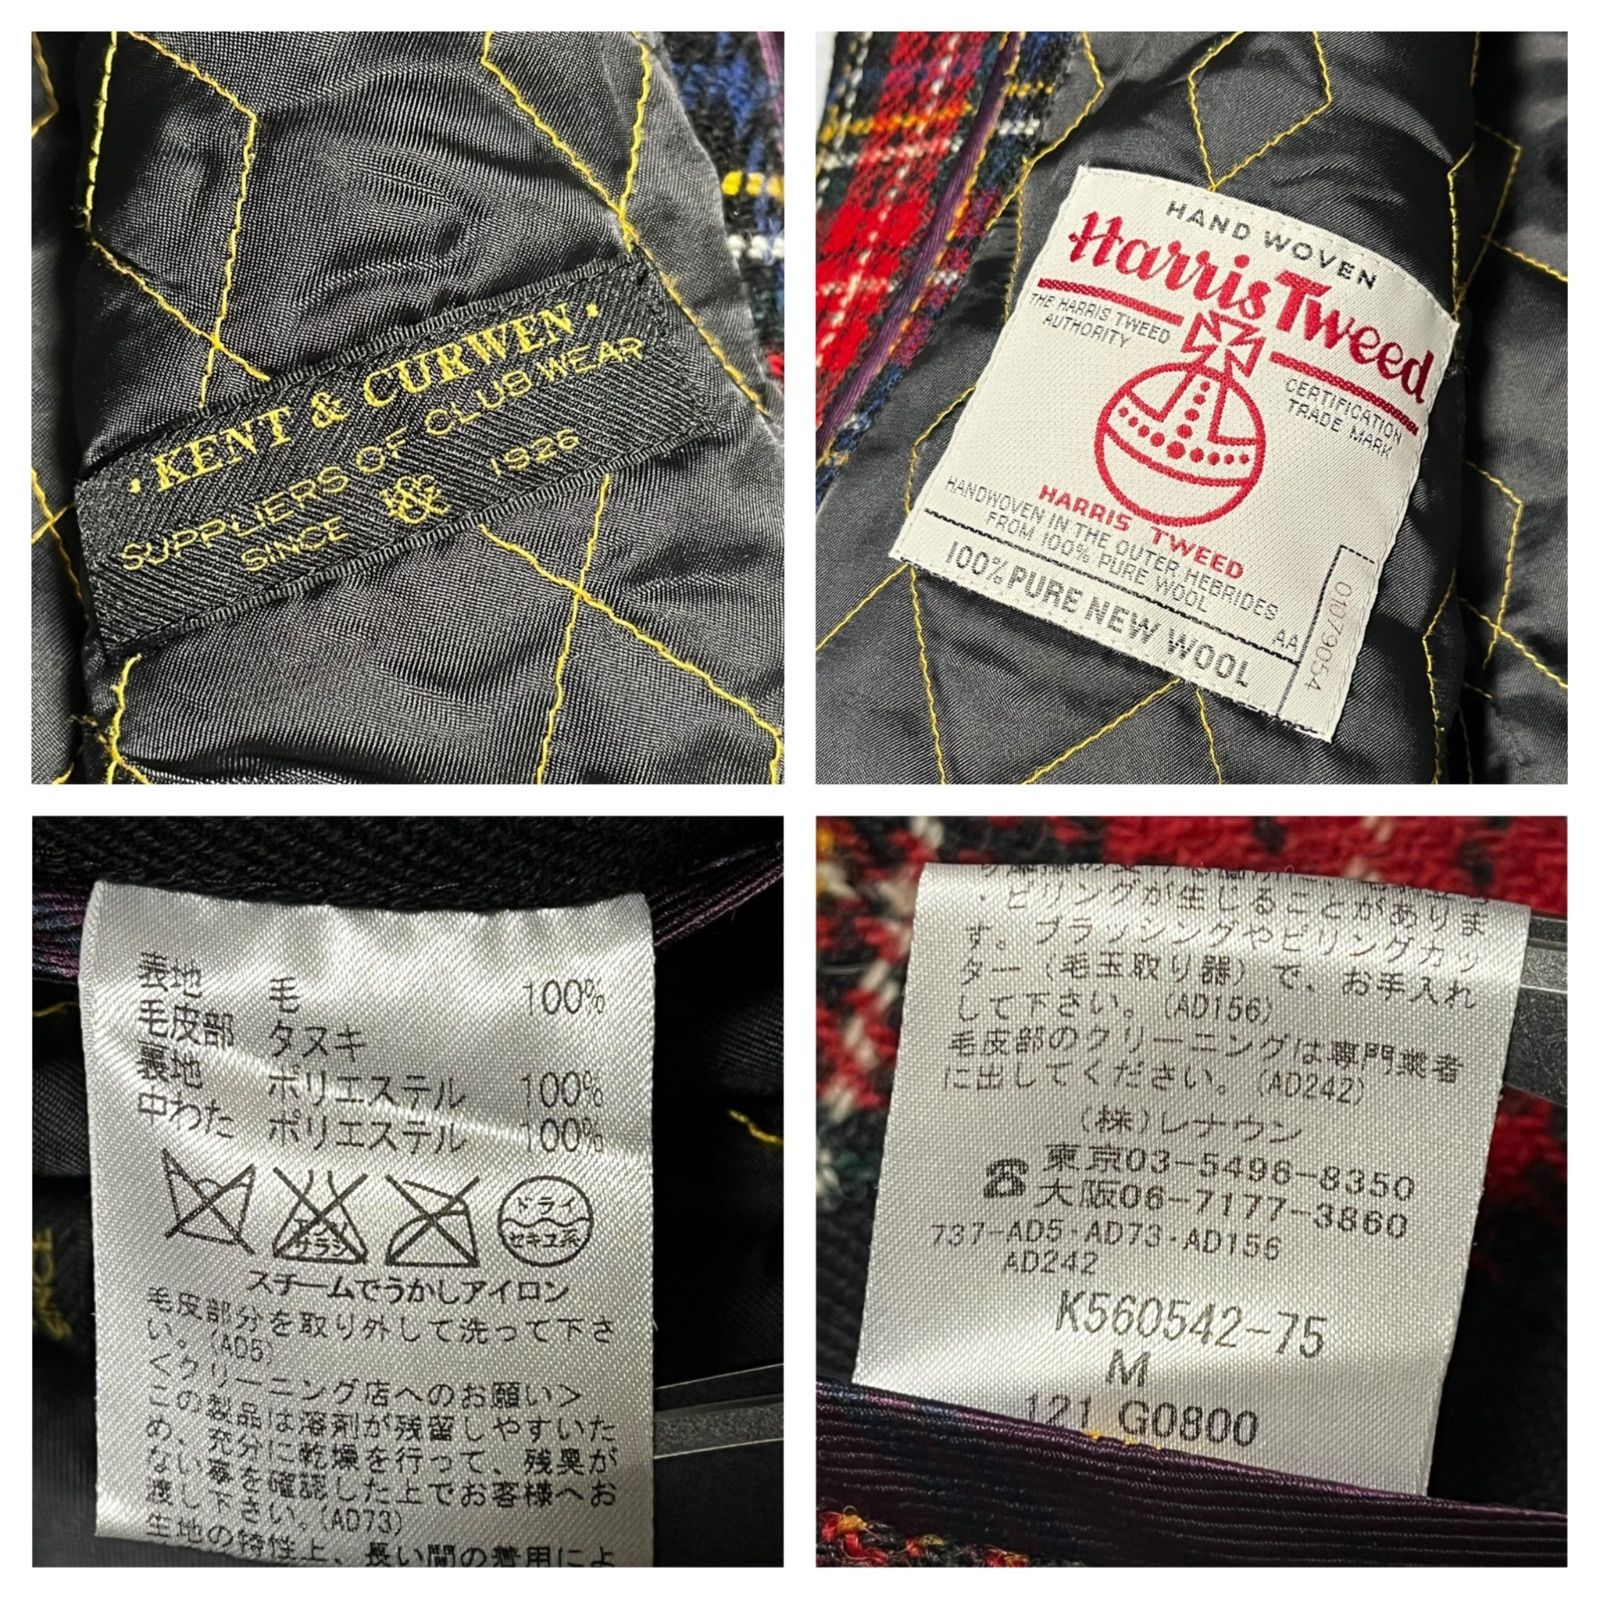 · KENT & CURWEN ·
SUPPLIERS OF CLUB WEAR
SINCE & 1926
HAND WOVEN
Harris Tweed
THE HARRIS TWEED
AUTHORITY
CERTIFICATION
TRADE MARK
HARRIS TWEED
HANDWOVEN IN THE OUTER HEBRIDES
FROM 100% PURE WOOL
AA
01079054
100% PURE NEW WOOL
表地 毛 100%
毛皮部 タヌキ
裏地 ポリエステル 100%
中わた ポリエステル 100%
エンソ
サラシ
ドライ
セキユ系
スチームでうかしアイロン
毛皮部分を取り外して洗って下さ
い。(AD5)
<クリーニング店へのお願い>
この製品は溶剤が残留しやすいた
め、充分に乾燥を行って、残臭が
ない事を確認した上でお客様へお
渡し下さい。(AD73)
生地の特性上、長い間の着用によ
・ピリングが生じることがありま
す。ブラッシングやピリングカッ
ター(毛玉取り器)で、お手入れ
して下さい。(AD156)
毛皮部のクリーニングは専門業者
に出してください。(AD242)
(株)レナウン
☎東京03-5496-8350
大阪06-7177-3860
737-AD5・AD73・AD156
AD242
K560542-75
M
121 G0800